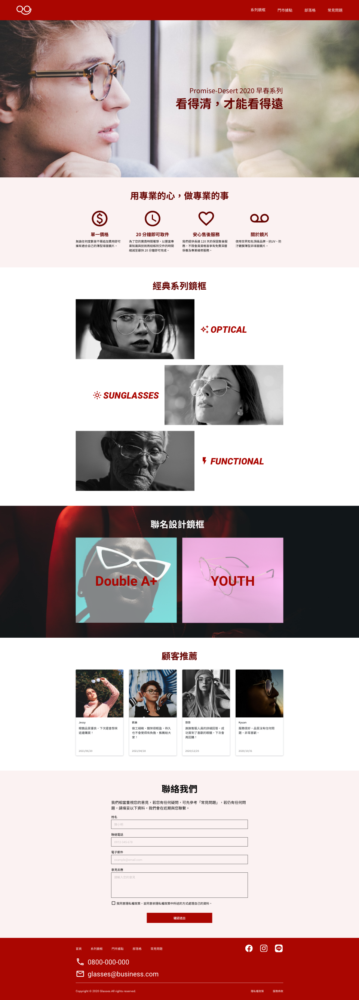 系列鏡框 門市據點 部落格 常見問題
Promise-Desert 2020 早春系列
看得清，才能看得遠
用專業的心，做專業的事
單一價格
無論任何度數皆不需追加費用即可
擁有適合自己的薄型球面鏡片。
20 分鐘即可取件
為了您的寶貴時間著想，以豐富專
業知識與技術將結帳到交件的時間
縮減至最快 20 分鐘即可完成。
安心售後服務
我們提供長達 120 天的保固售後服
務，不限會員資格皆享有免費深層
保養及專業維修服務。
關於鏡片
使用世界知名頂級品牌，抗UV、防
汙鍍膜薄型非球面鏡片。
經典系列鏡框
OPTICAL
SUNGLASSES
FUNCTIONAL
聯名設計鏡框
Double A+
YOUTH
顧客推薦
Jessy
眼鏡品質優良，下次還會想來
這邊購買！
2021/06/20
凱倫
做工細緻、鏡架很輕盈，待久
也不會覺得有負擔，推薦給大
家！
2021/04/18
悠悠
謝謝客服人員的詳細回答，成
功買到了喜歡的眼鏡，下次會
再回購！
2020/12/25
Kyuan
服務很好，品質沒有任何問
題，非常喜歡。
2020/10/31
聯絡我們
我們相當重視您的意見，若您有任何疑問，可先參考「常見問題」，若仍有任何問
題，請填妥以下資料，我們會在近期與您聯繫。
姓名
陳小明
聯絡電話
0912-345-678
電子郵件
example@email.com
意見反應
請輸入您的意見
我同意隱私權政策，並同意依隱私權政策中所述的方式處理自己的資料。
確認送出
首頁 系列鏡框 門市據點 部落格 常見問題
LINE
0800-000-000
glasses@business.com
Copyright © 2020 Glasses.All rights reserved.
隱私權政策 服務條款